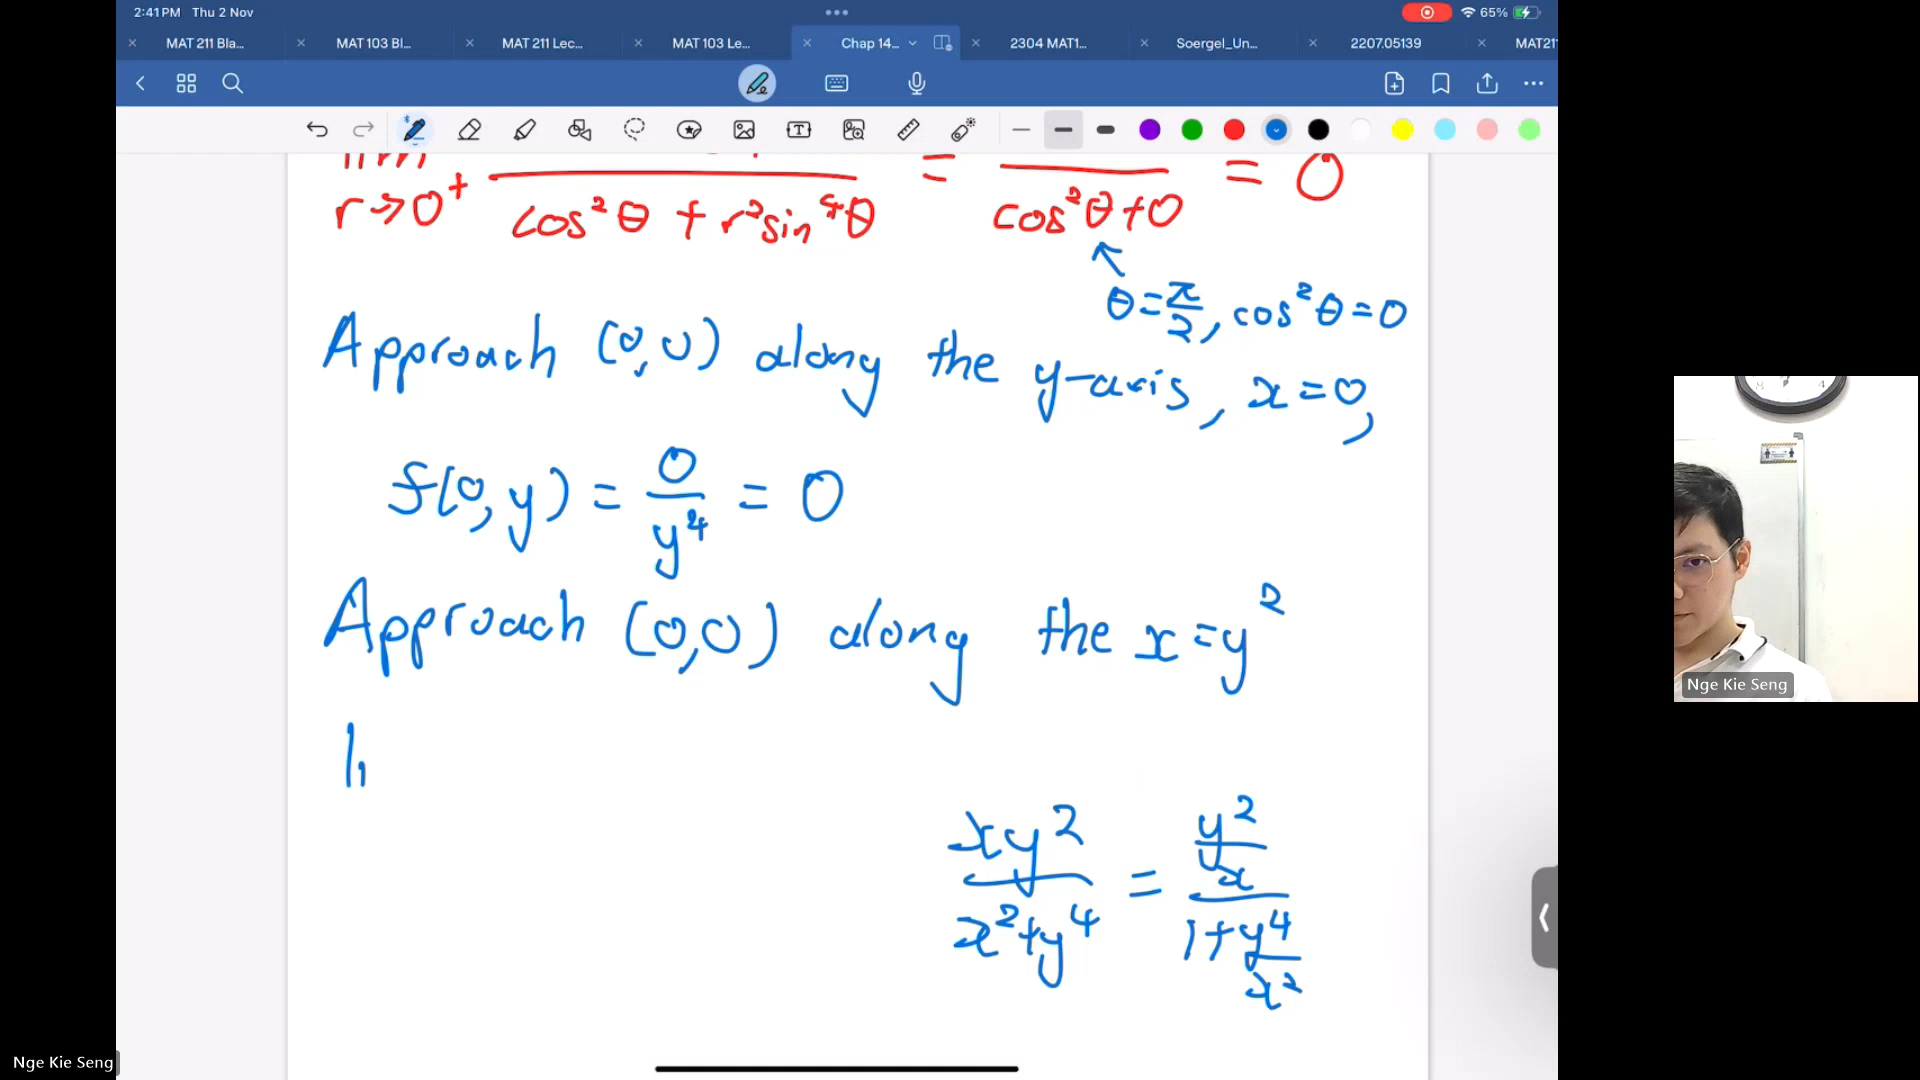 2:41 PM Thu 2 Nov
65%
MAT 211 Bla...
MAT 103 Bl...
MAT 211 Lec...
MAT 103 Le...
Chap 14...
2304 MAT1...
Soergel_Un...
2207.05139
MAT21
r→0⁺ cos²θ + r²sin⁴θ = cos²θ+0 = 0
θ=π/2, cos²θ=0
Approach (0,0) along the y-axis, x=0,
f(0,y) = 0/y⁴ = 0
Approach (0,0) along the x=y²
xy²/(x²+y⁴) = (y²/x)/(1+y⁴/x²)
Nge Kie Seng
Nge Kie Seng